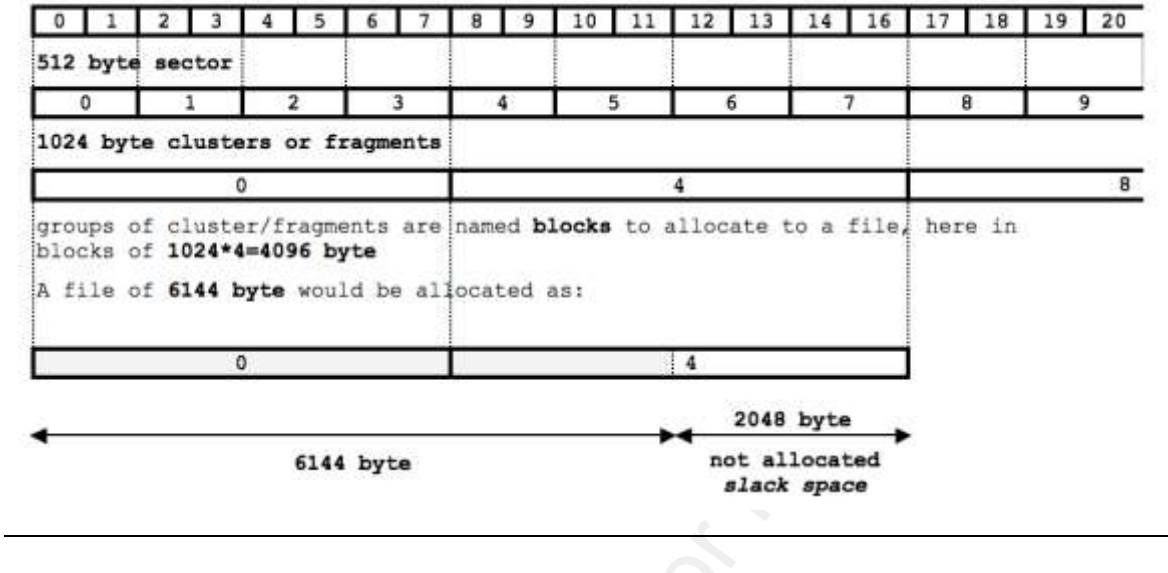 0 1 2 3 4 5 6 7 8 9 10 11 12 13 14 16 17 18 19 20
512 byte sector
0 1 2 3 4 5 6 7 8 9
1024 byte clusters or fragments
0 4 8
groups of cluster/fragments are named blocks to allocate to a file, here in
blocks of 1024*4=4096 byte
A file of 6144 byte would be allocated as:
0 4
2048 byte
6144 byte
not allocated
slack space
or